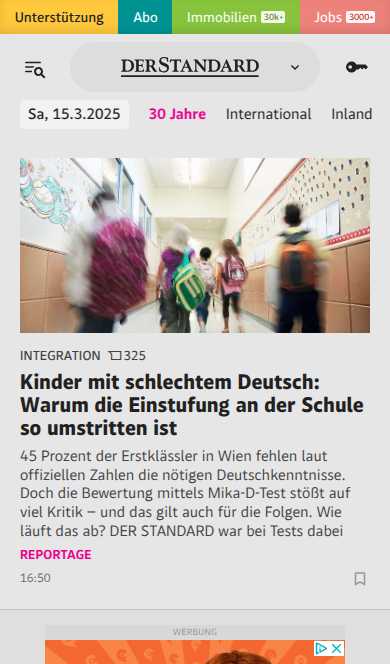 Unterstützung Abo Immobilien 30k+ Jobs 3000+
DERSTANDARD
Sa, 15.3.2025 30 Jahre International Inland
INTEGRATION 325
Kinder mit schlechtem Deutsch:
Warum die Einstufung an der Schule
so umstritten ist
45 Prozent der Erstklässler in Wien fehlen laut
offiziellen Zahlen die nötigen Deutschkenntnisse.
Doch die Bewertung mittels Mika-D-Test stößt auf
viel Kritik – und das gilt auch für die Folgen. Wie
läuft das ab? DER STANDARD war bei Tests dabei
REPORTAGE
16:50
WERBUNG